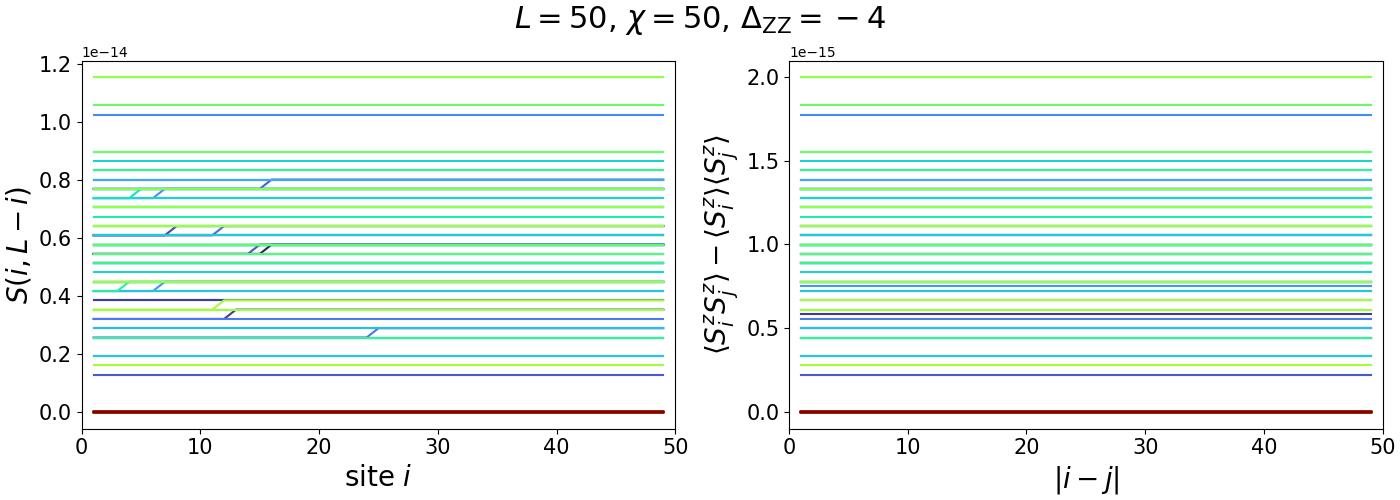 L = 50, χ = 50, Δ_ZZ = −4
1e−14
1.2
1.0
0.8
0.6
0.4
0.2
0.0
S(i, L − i)
0 10 20 30 40 50
site i
1e−15
2.0
1.5
1.0
0.5
0.0
⟨S_i^z S_j^z⟩ − ⟨S_i^z⟩⟨S_j^z⟩
0 10 20 30 40 50
|i − j|